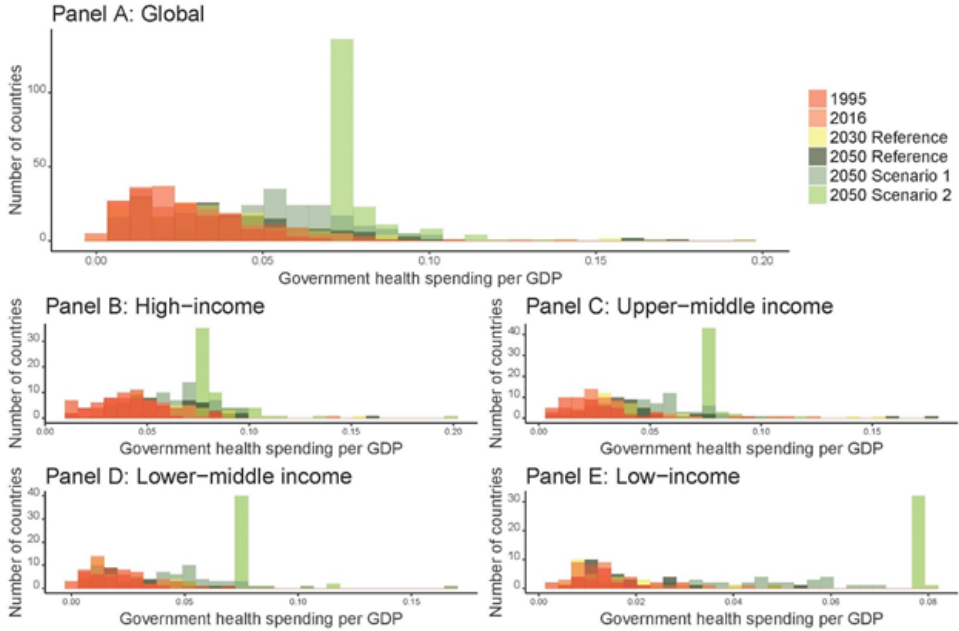 Panel A: Global
Number of countries
100
50
0
0.00 0.05 0.10 0.15 0.20
Government health spending per GDP
1995
2016
2030 Reference
2050 Reference
2050 Scenario 1
2050 Scenario 2
Panel B: High−income
Number of countries
30
20
10
0
0.00 0.05 0.10 0.15 0.20
Government health spending per GDP
Panel C: Upper−middle income
Number of countries
40
30
20
10
0
0.00 0.05 0.10 0.15
Government health spending per GDP
Panel D: Lower−middle income
Number of countries
40
30
20
10
0
0.00 0.05 0.10 0.15
Government health spending per GDP
Panel E: Low−income
Number of countries
30
20
10
0
0.00 0.02 0.04 0.06 0.08
Government health spending per GDP